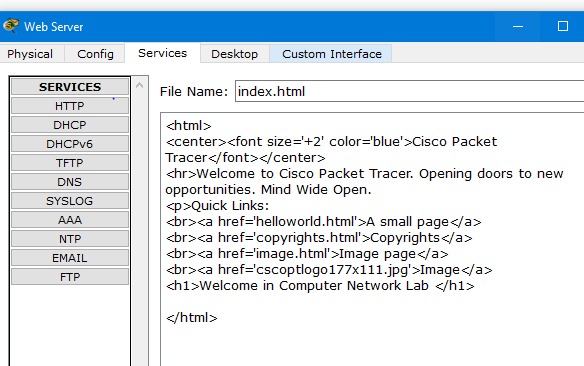 Web Server
Physical Config Services Desktop Custom Interface
SERVICES
HTTP
DHCP
DHCPv6
TFTP
DNS
SYSLOG
AAA
NTP
EMAIL
FTP
File Name: index.html
<html>
<center><font size='+2' color='blue'>Cisco Packet
Tracer</font></center>
<hr>Welcome to Cisco Packet Tracer. Opening doors to new
opportunities. Mind Wide Open.
<p>Quick Links:
<br><a href='helloworld.html'>A small page</a>
<br><a href='copyrights.html'>Copyrights</a>
<br><a href='image.html'>Image page</a>
<br><a href='cscoptlogo177x111.jpg'>Image</a>
<h1>Welcome in Computer Network Lab </h1>
</html>